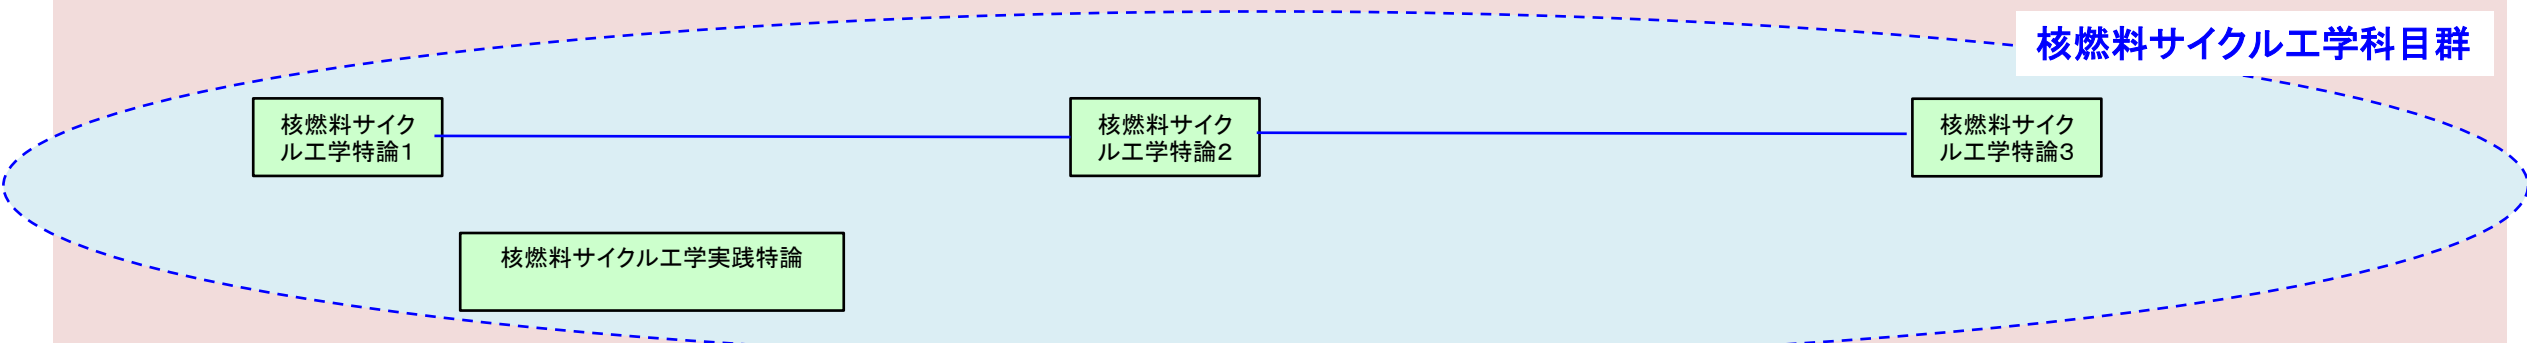 核燃料サイクル工学科目群
核燃料サイク
ル工学特論１
核燃料サイク
ル工学特論２
核燃料サイク
ル工学特論３
核燃料サイクル工学実践特論